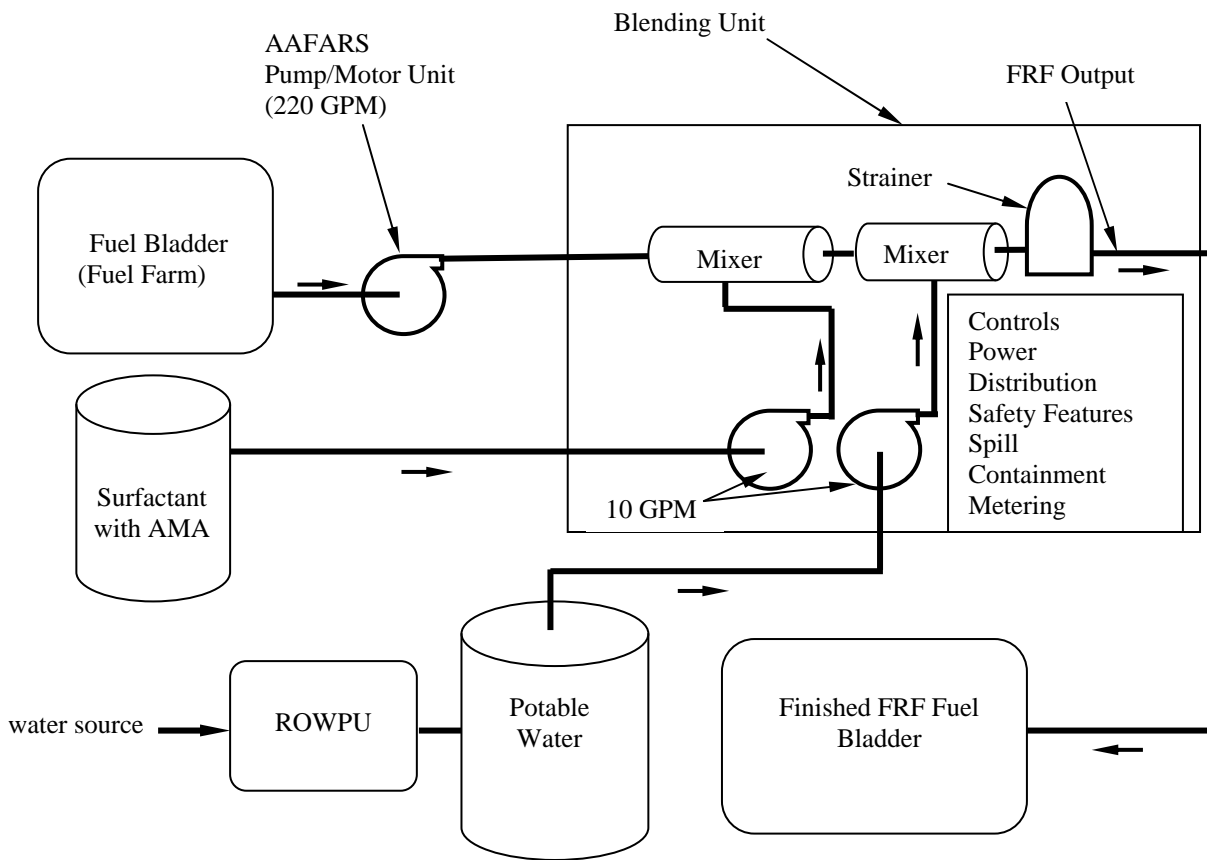 Blending Unit
AAFARS
Pump/Motor Unit
(220 GPM)
FRF Output
Strainer
Fuel Bladder
(Fuel Farm)
Mixer
Mixer
Controls
Power
Distribution
Safety Features
Spill
Containment
Metering
Surfactant
with AMA
10 GPM
water source
ROWPU
Potable
Water
Finished FRF Fuel
Bladder